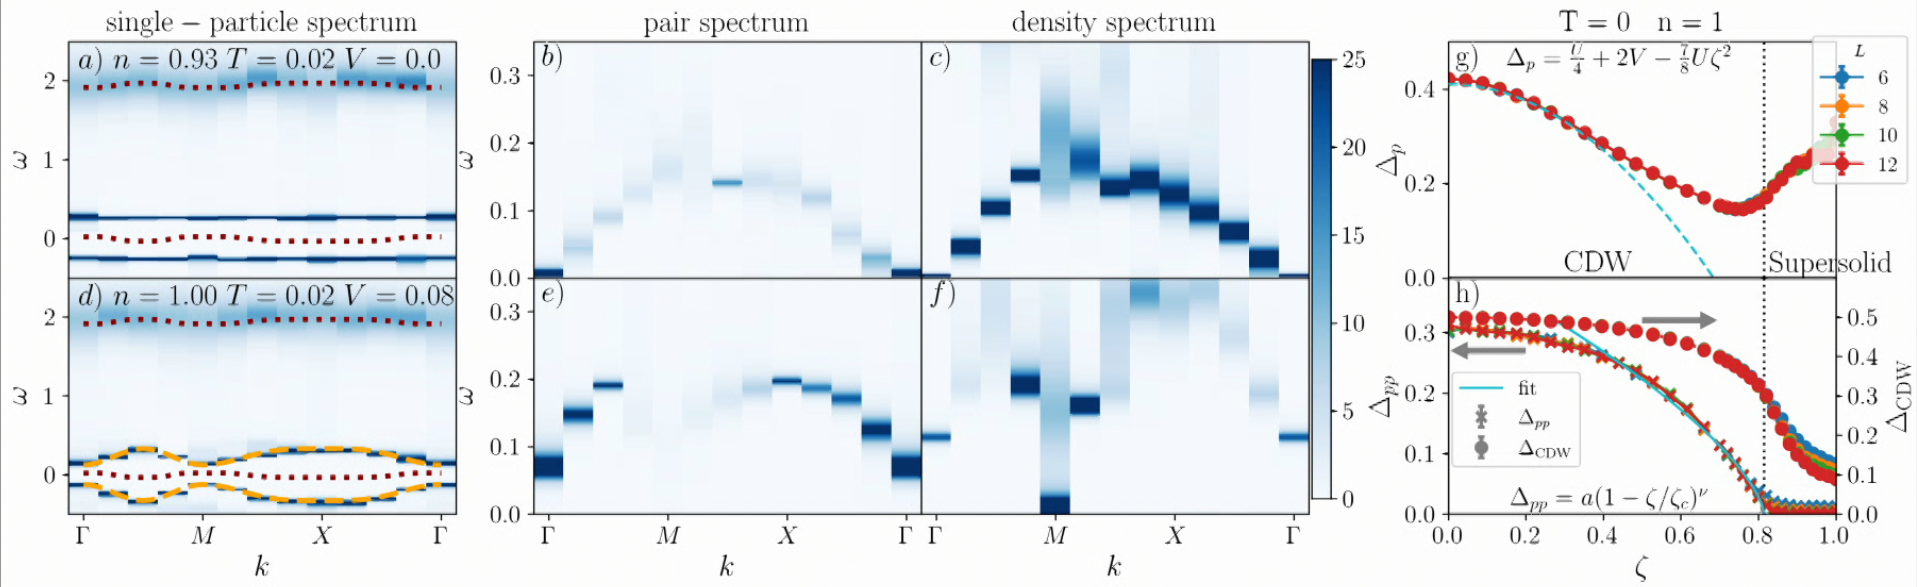 single − particle spectrum
pair spectrum
density spectrum
T = 0 n = 1
a) n = 0.93 T = 0.02 V = 0.0
2
1
0
ω
d) n = 1.00 T = 0.02 V = 0.08
2
1
0
ω
Γ M X Γ
k
b)
0.3
0.2
0.1
0.0
ω
e)
0.3
0.2
0.1
0.0
ω
Γ M X Γ
k
c)
f)
Γ M X Γ
k
25
20
15
10
5
0
g)
Δp = U/4 + 2V − 7/8Uζ²
L
6
8
10
12
0.4
0.2
0.0
Δp
CDW
Supersolid
h)
0.3
0.2
0.1
0.0
Δpp
fit
Δpp
ΔCDW
Δpp = a(1 − ζ/ζc)^ν
0.5
0.4
0.3
0.2
0.1
0.0
ΔCDW
0.0 0.2 0.4 0.6 0.8 1.0
ζ